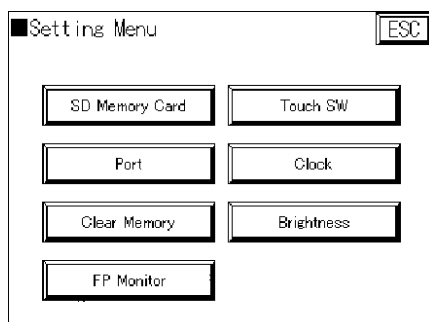 ■Setting Menu ESC
SD Memory Card Touch SW
Port Clock
Clear Memory Brightness
FP Monitor